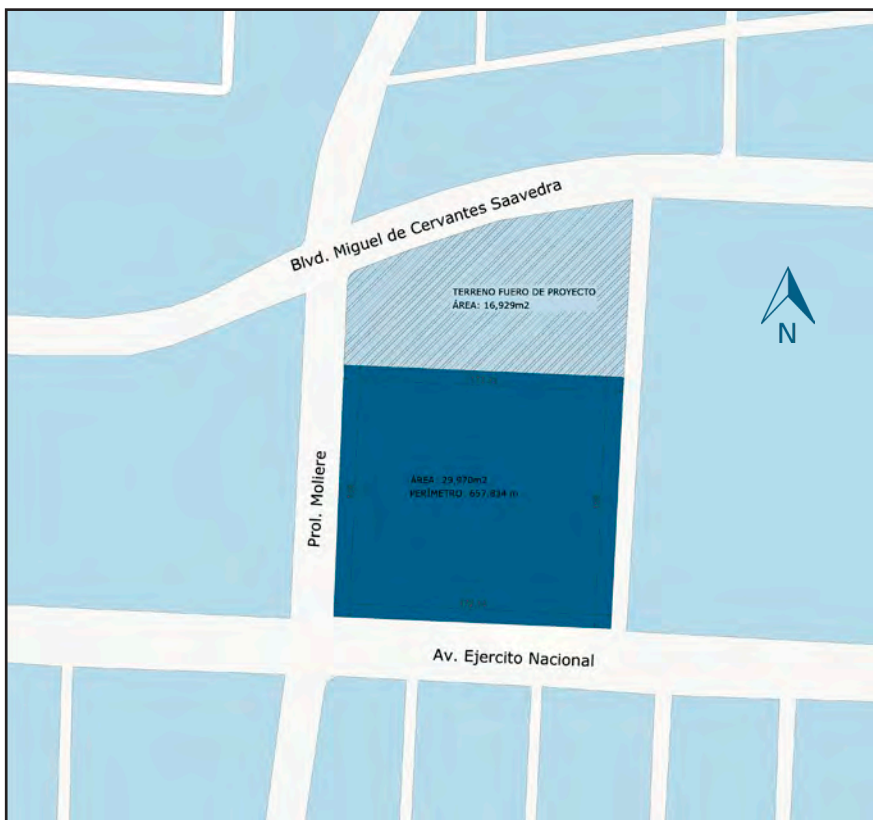 Blvd. Miguel de Cervantes Saavedra
TERRENO FUERO DE PROYECTO
ÁREA: 16,929m2
N
ÁREA: 29,970m2
PERÍMETRO: 657.834 m
Prol. Moliere
Av. Ejercito Nacional